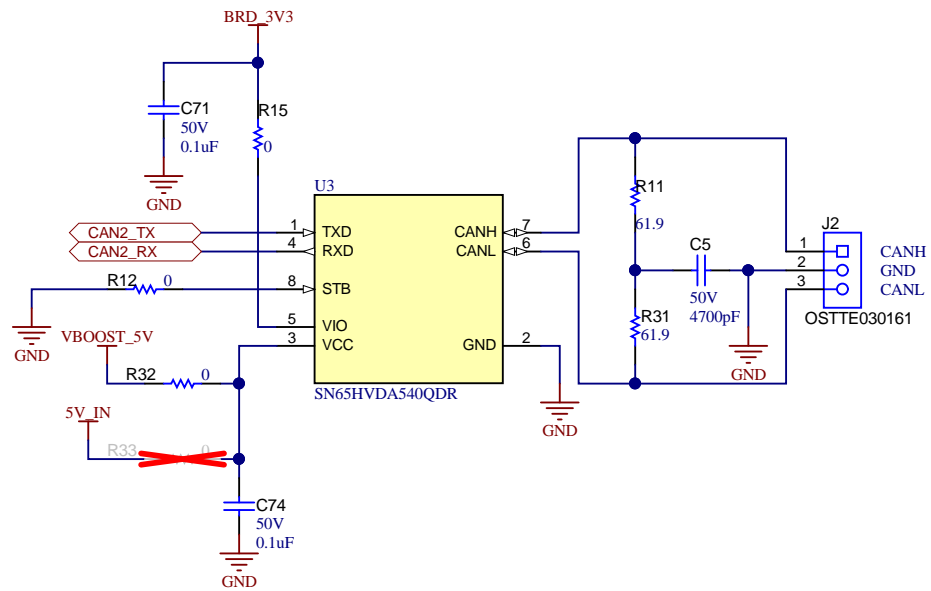 BRD_3V3
C71
50V
0.1uF
GND
R15
0
U3
CAN2_TX
CAN2_RX
1
4
8
5
3
TXD
RXD
STB
VIO
VCC
CANH
CANL
GND
7
6
2
SN65HVDA540QDR
R12
0
GND
VBOOST_5V
R32
0
5V_IN
R33
0
C74
50V
0.1uF
GND
GND
R11
61.9
C5
50V
4700pF
R31
61.9
GND
J2
1
2
3
CANH
GND
CANL
OSTTE030161